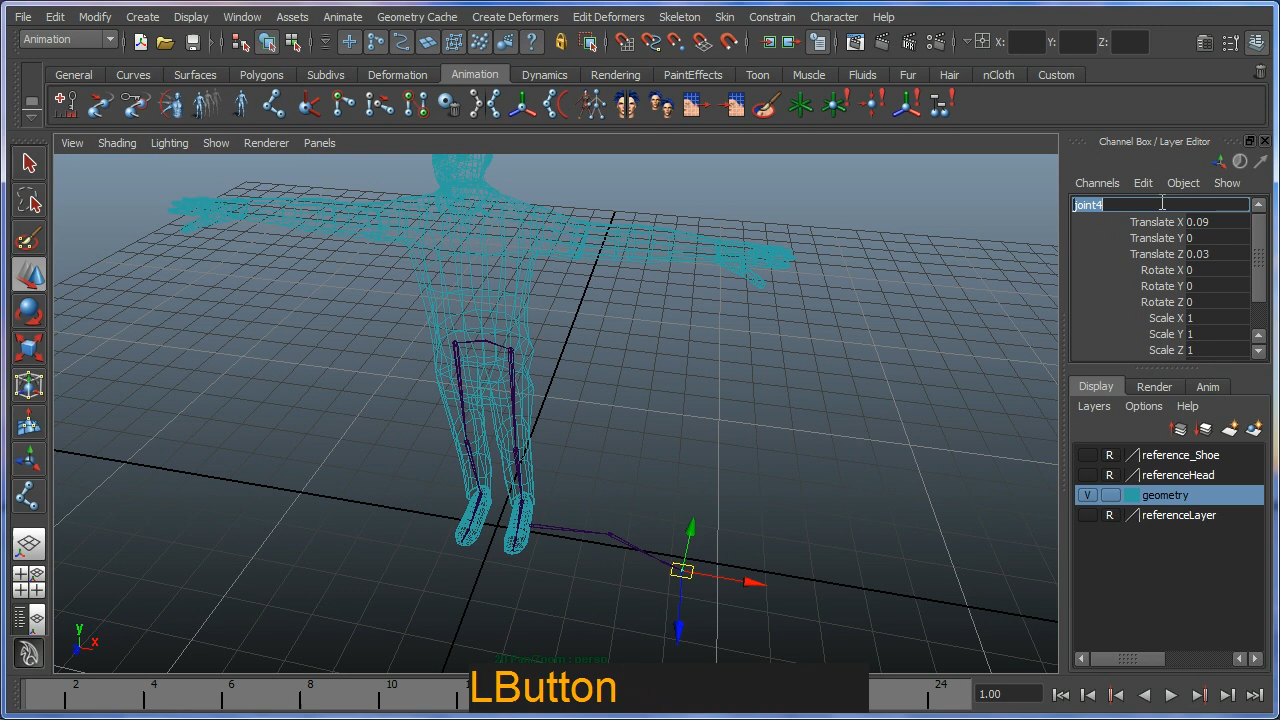 File Edit Modify Create Display Window Assets Animate Geometry Cache Create Deformers Edit Deformers Skeleton Skin Constrain Character Help
Animation X: Y: Z:
General Curves Surfaces Polygons Subdivs Deformation Animation Dynamics Rendering PaintEffects Toon Muscle Fluids Fur Hair nCloth Custom
View Shading Lighting Show Renderer Panels
Channel Box / Layer Editor
Channels Edit Object Show
joint4
Translate X 0.09
Translate Y 0
Translate Z 0.03
Rotate X 0
Rotate Y 0
Rotate Z 0
Scale X 1
Scale Y 1
Scale Z 1
Display Render Anim
Layers Options Help
R reference_Shoe
R referenceHead
V geometry
R referenceLayer
y
x
z
LButton
2 4 6 8 10 24 1.00